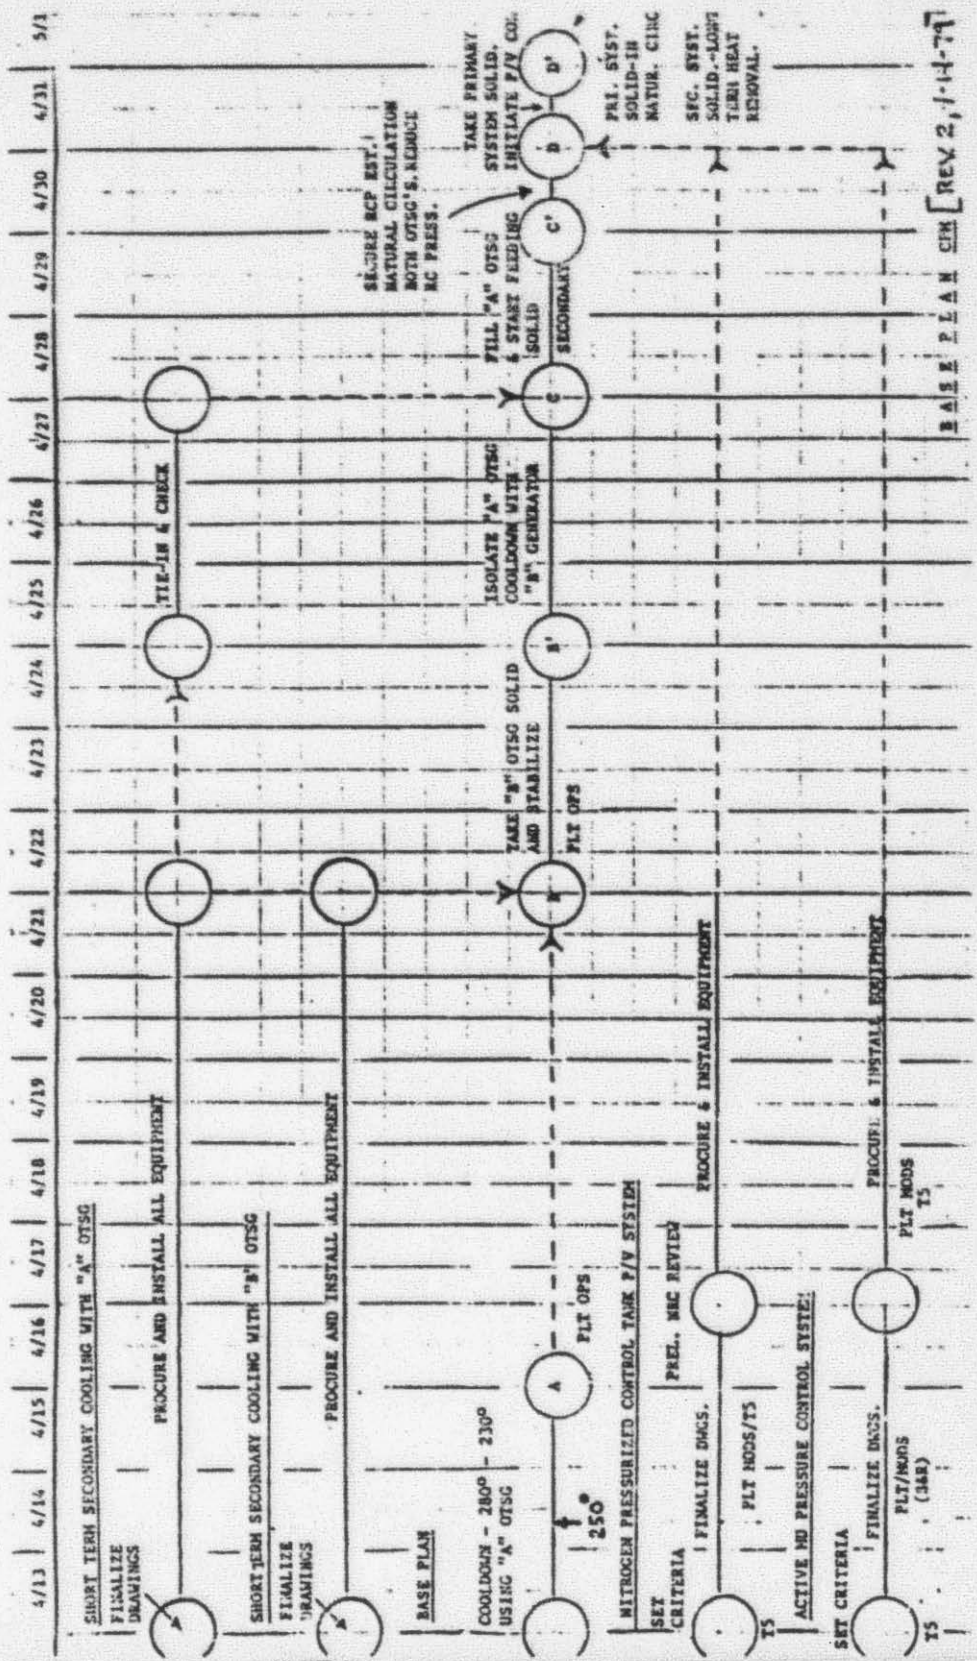 4/13 4/14 4/15 4/16 4/17 4/18 4/19 4/20 4/21 4/22 4/23 4/24 4/25 4/26 4/27 4/28 4/29 4/30 4/31 5/1
SHORT TERM SECONDARY COOLING WITH "A" OTSG
FINALIZE
DRAWINGS
A
PROCURE AND INSTALL ALL EQUIPMENT
TIE-IN & CHECK
SHORT TERM SECONDARY COOLING WITH "B" OTSG
FINALIZE
DRAWINGS
A
PROCURE AND INSTALL ALL EQUIPMENT
BASE PLAN
COOLDOWN - 280° - 230°
USING "A" OTSG
250°
A
PLT OPS
B
TAKE "B" OTSG SOLID
AND STABILIZE
PLT OPS
B'
ISOLATE "A" OTSG
COOLDOWN WITH
"B" GENERATOR
C
FILL "A" OTSG
& START FEEDING
SOLID
SECONDARY
C'
SECURE RCP EST.
NATURAL CIRCULATION
BOTH OTSG'S. REDUCE
RC PRESS.
D
TAKE PRIMARY
SYSTEM SOLID.
INITIATE P/V CON.
D'
PRI. SYST.
SOLID-IN
NATUR. CIRC
SEC. SYST.
SOLID.-LONG
TERM HEAT
REMOVAL.
NITROGEN PRESSURIZED CONTROL TANK P/V SYSTEM
SET
CRITERIA
TS
FINALIZE DWGS.
PLT MODS/TS
PREL. NRC REVIEW
PROCURE & INSTALL EQUIPMENT
ACTIVE MU PRESSURE CONTROL SYSTEM
SET CRITERIA
TS
FINALIZE DWGS.
PLT/MODS
(B&R)
PROCURE & INSTALL EQUIPMENT
PLT MODS
TS
BASE PLAN CPM [REV 2,